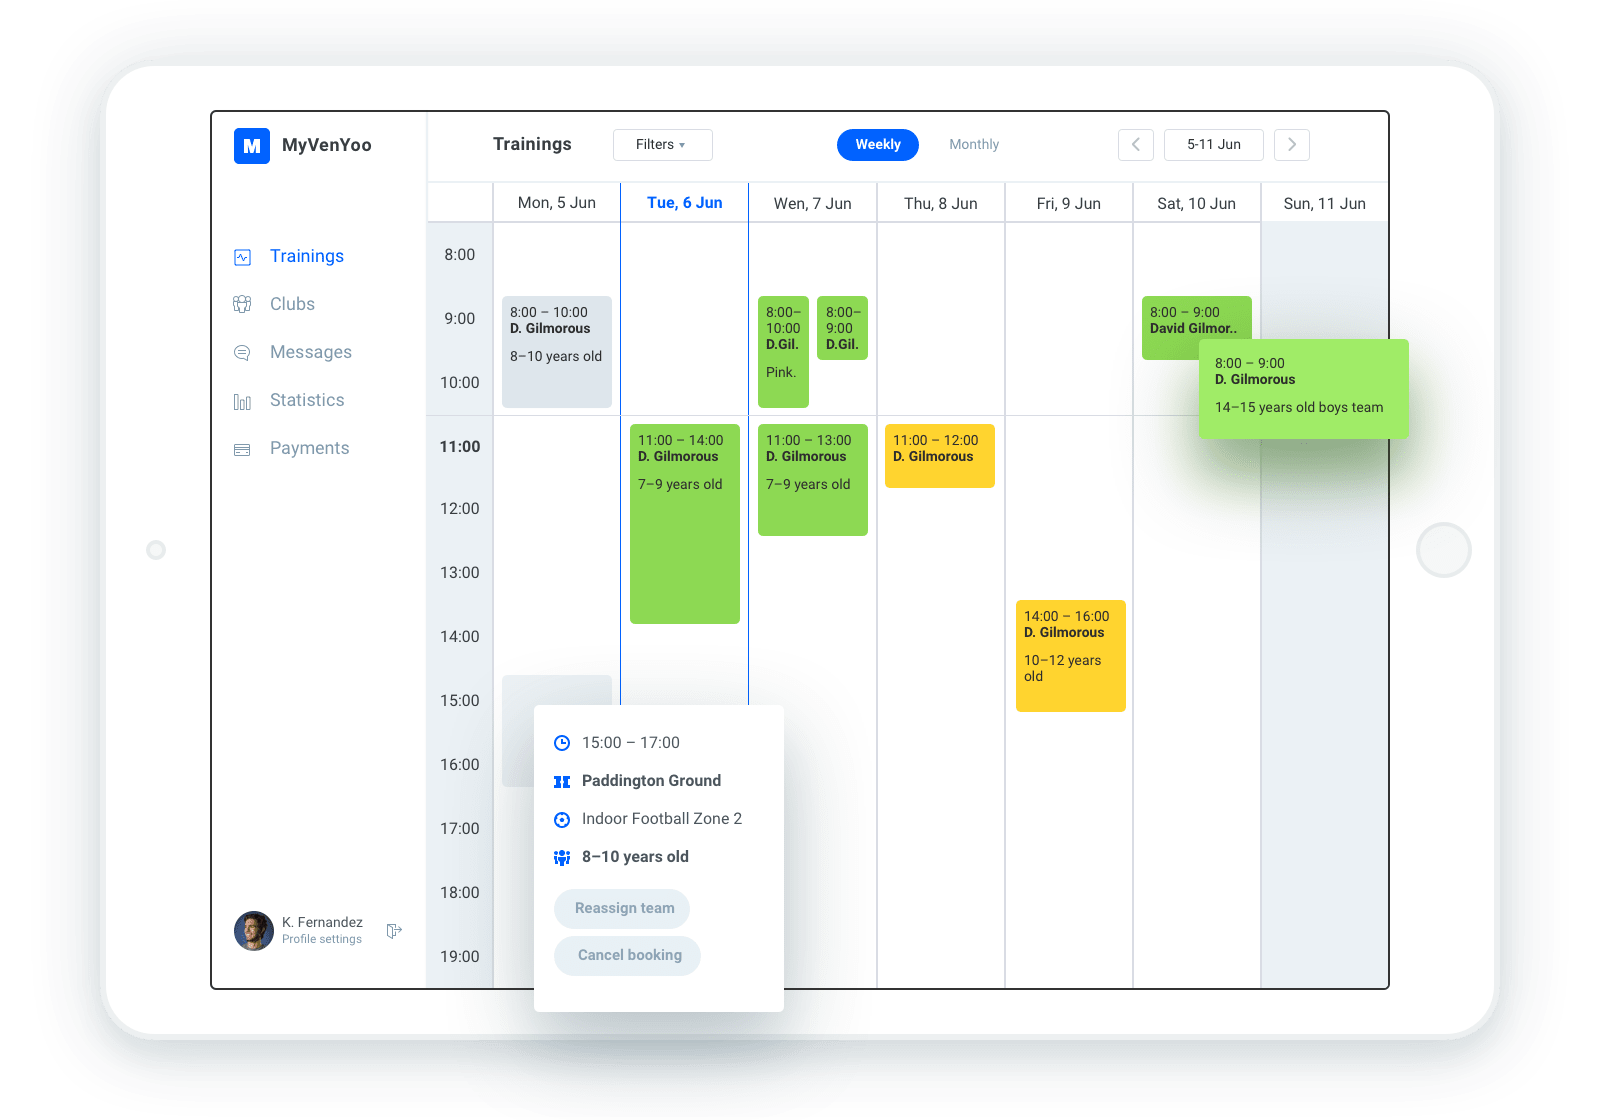 M MyVenYoo
Trainings
Filters ▾
Weekly
Monthly
5-11 Jun
Mon, 5 Jun
Tue, 6 Jun
Wen, 7 Jun
Thu, 8 Jun
Fri, 9 Jun
Sat, 10 Jun
Sun, 11 Jun
Trainings
Clubs
Messages
Statistics
Payments
K. Fernandez
Profile settings
8:00
9:00
10:00
11:00
12:00
13:00
14:00
15:00
16:00
17:00
18:00
19:00
8:00 – 10:00
D. Gilmorous
8–10 years old
11:00 – 14:00
D. Gilmorous
7–9 years old
8:00–
10:00
D.Gil.
Pink.
8:00–
9:00
D.Gil.
11:00 – 13:00
D. Gilmorous
7–9 years old
11:00 – 12:00
D. Gilmorous
14:00 – 16:00
D. Gilmorous
10–12 years
old
8:00 – 9:00
David Gilmor..
8:00 – 9:00
D. Gilmorous
14–15 years old boys team
15:00 – 17:00
Paddington Ground
Indoor Football Zone 2
8–10 years old
Reassign team
Cancel booking